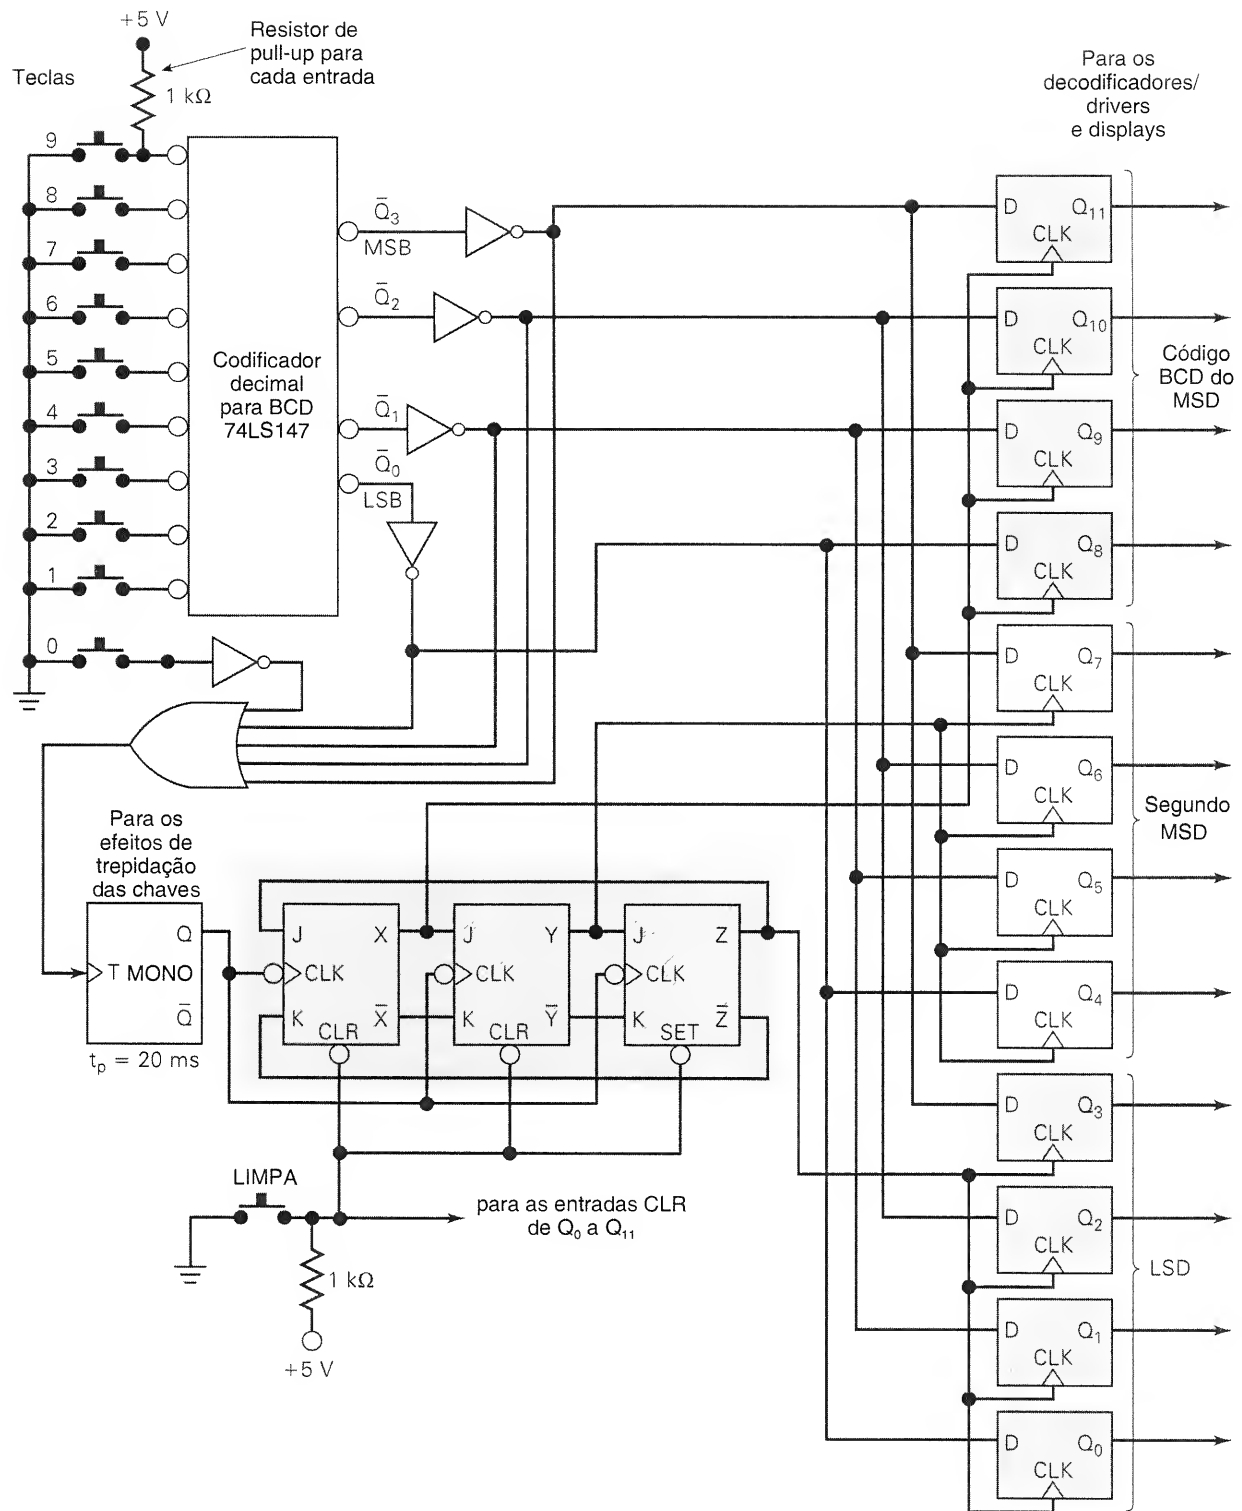 +5 V
Resistor de
pull-up para
cada entrada
Teclas
1 kΩ
Para os
decodificadores/
drivers
e displays
9
8
7
6
5
4
3
2
1
0
Codificador
decimal
para BCD
74LS147
Q̅₃
MSB
Q̅₂
Q̅₁
Q̅₀
LSB
D Q₁₁
CLK
D Q₁₀
CLK
D Q₉
CLK
D Q₈
CLK
Código
BCD do
MSD
D Q₇
CLK
D Q₆
CLK
D Q₅
CLK
D Q₄
CLK
Segundo
MSD
D Q₃
CLK
D Q₂
CLK
D Q₁
CLK
D Q₀
CLK
LSD
Para os
efeitos de
trepidação
das chaves
Q
T MONO
Q̅
tₚ = 20 ms
J X
CLK
K X̅
CLR
J Y
CLK
K Y̅
CLR
J Z
CLK
K Z̅
SET
LIMPA
para as entradas CLR
de Q₀ a Q₁₁
1 kΩ
+5 V